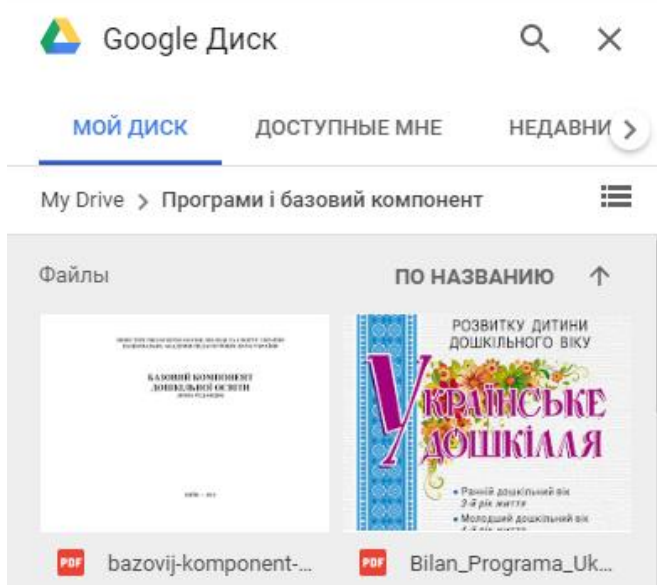 Google Диск
МОЙ ДИСК ДОСТУПНЫЕ МНЕ НЕДАВНИ
My Drive > Програми і базовий компонент
Файлы ПО НАЗВАНИЮ
БАЗОВИЙ КОМПОНЕНТ
ДОШКІЛЬНОЇ ОСВІТИ
РОЗВИТКУ ДИТИНИ
ДОШКІЛЬНОГО ВІКУ
УКРАЇНСЬКЕ
ДОШКІЛЛЯ
• Ранній дошкільний вік
3-й рік життя
• Молодший дошкільний вік
PDF bazovij-komponent-...
PDF Bilan_Programa_Uk...